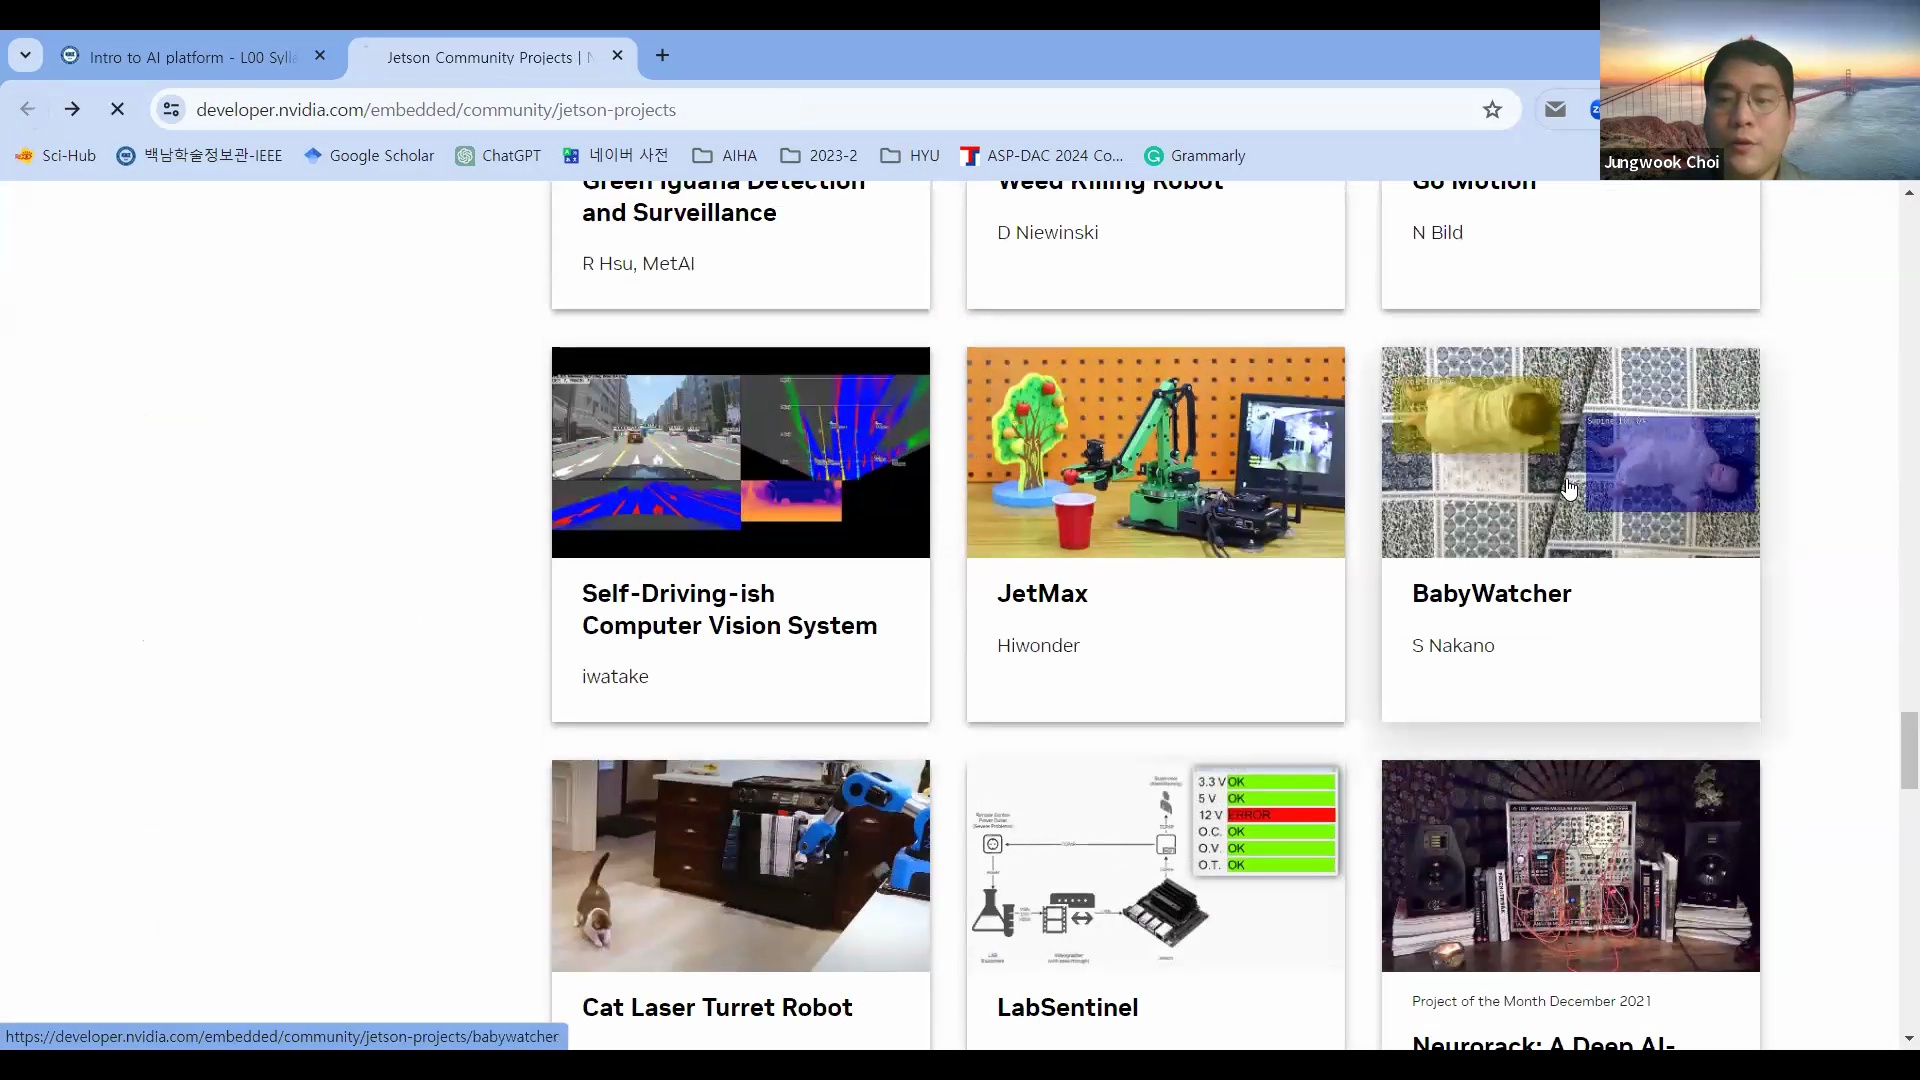 Intro to AI platform - L00 Sylla
Jetson Community Projects | N
developer.nvidia.com/embedded/community/jetson-projects
Sci-Hub
백남학술정보관-IEEE
Google Scholar
ChatGPT
네이버 사전
AIHA
2023-2
HYU
ASP-DAC 2024 Co...
Grammarly
Jungwook Choi
Green Iguana Detection
and Surveillance
R Hsu, MetAI
Weed Killing Robot
D Niewinski
Go Motion
N Bild
Self-Driving-ish
Computer Vision System
iwatake
JetMax
Hiwonder
BabyWatcher
S Nakano
3.3 V OK
5 V OK
12 V ERROR
O.C. OK
O.V. OK
O.T. OK
Cat Laser Turret Robot
LabSentinel
Project of the Month December 2021
Neurorack: A Deep AI-
https://developer.nvidia.com/embedded/community/jetson-projects/babywatcher